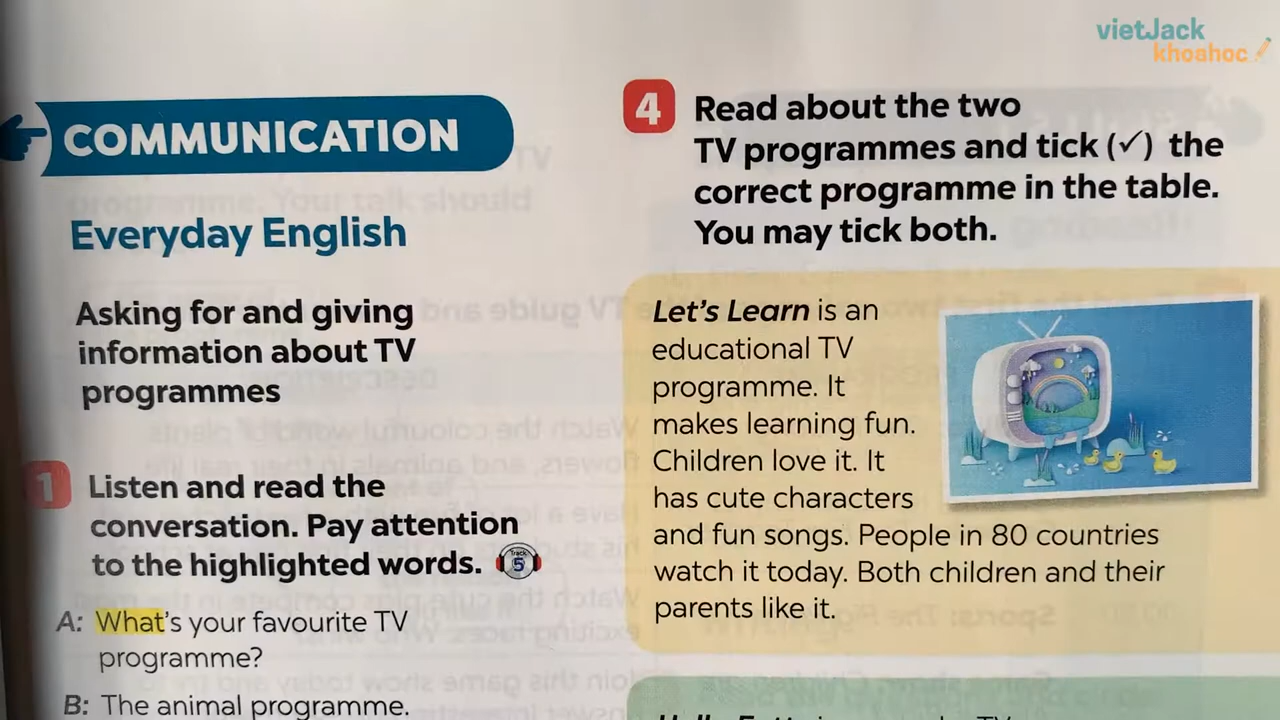 vietJack
khoahoc
COMMUNICATION
Everyday English
Asking for and giving
information about TV
programmes
1 Listen and read the
conversation. Pay attention
to the highlighted words.
Track
5
A: What's your favourite TV
programme?
B: The animal programme.
4 Read about the two
TV programmes and tick (✓) the
correct programme in the table.
You may tick both.
Let's Learn is an
educational TV
programme. It
makes learning fun.
Children love it. It
has cute characters
and fun songs. People in 80 countries
watch it today. Both children and their
parents like it.